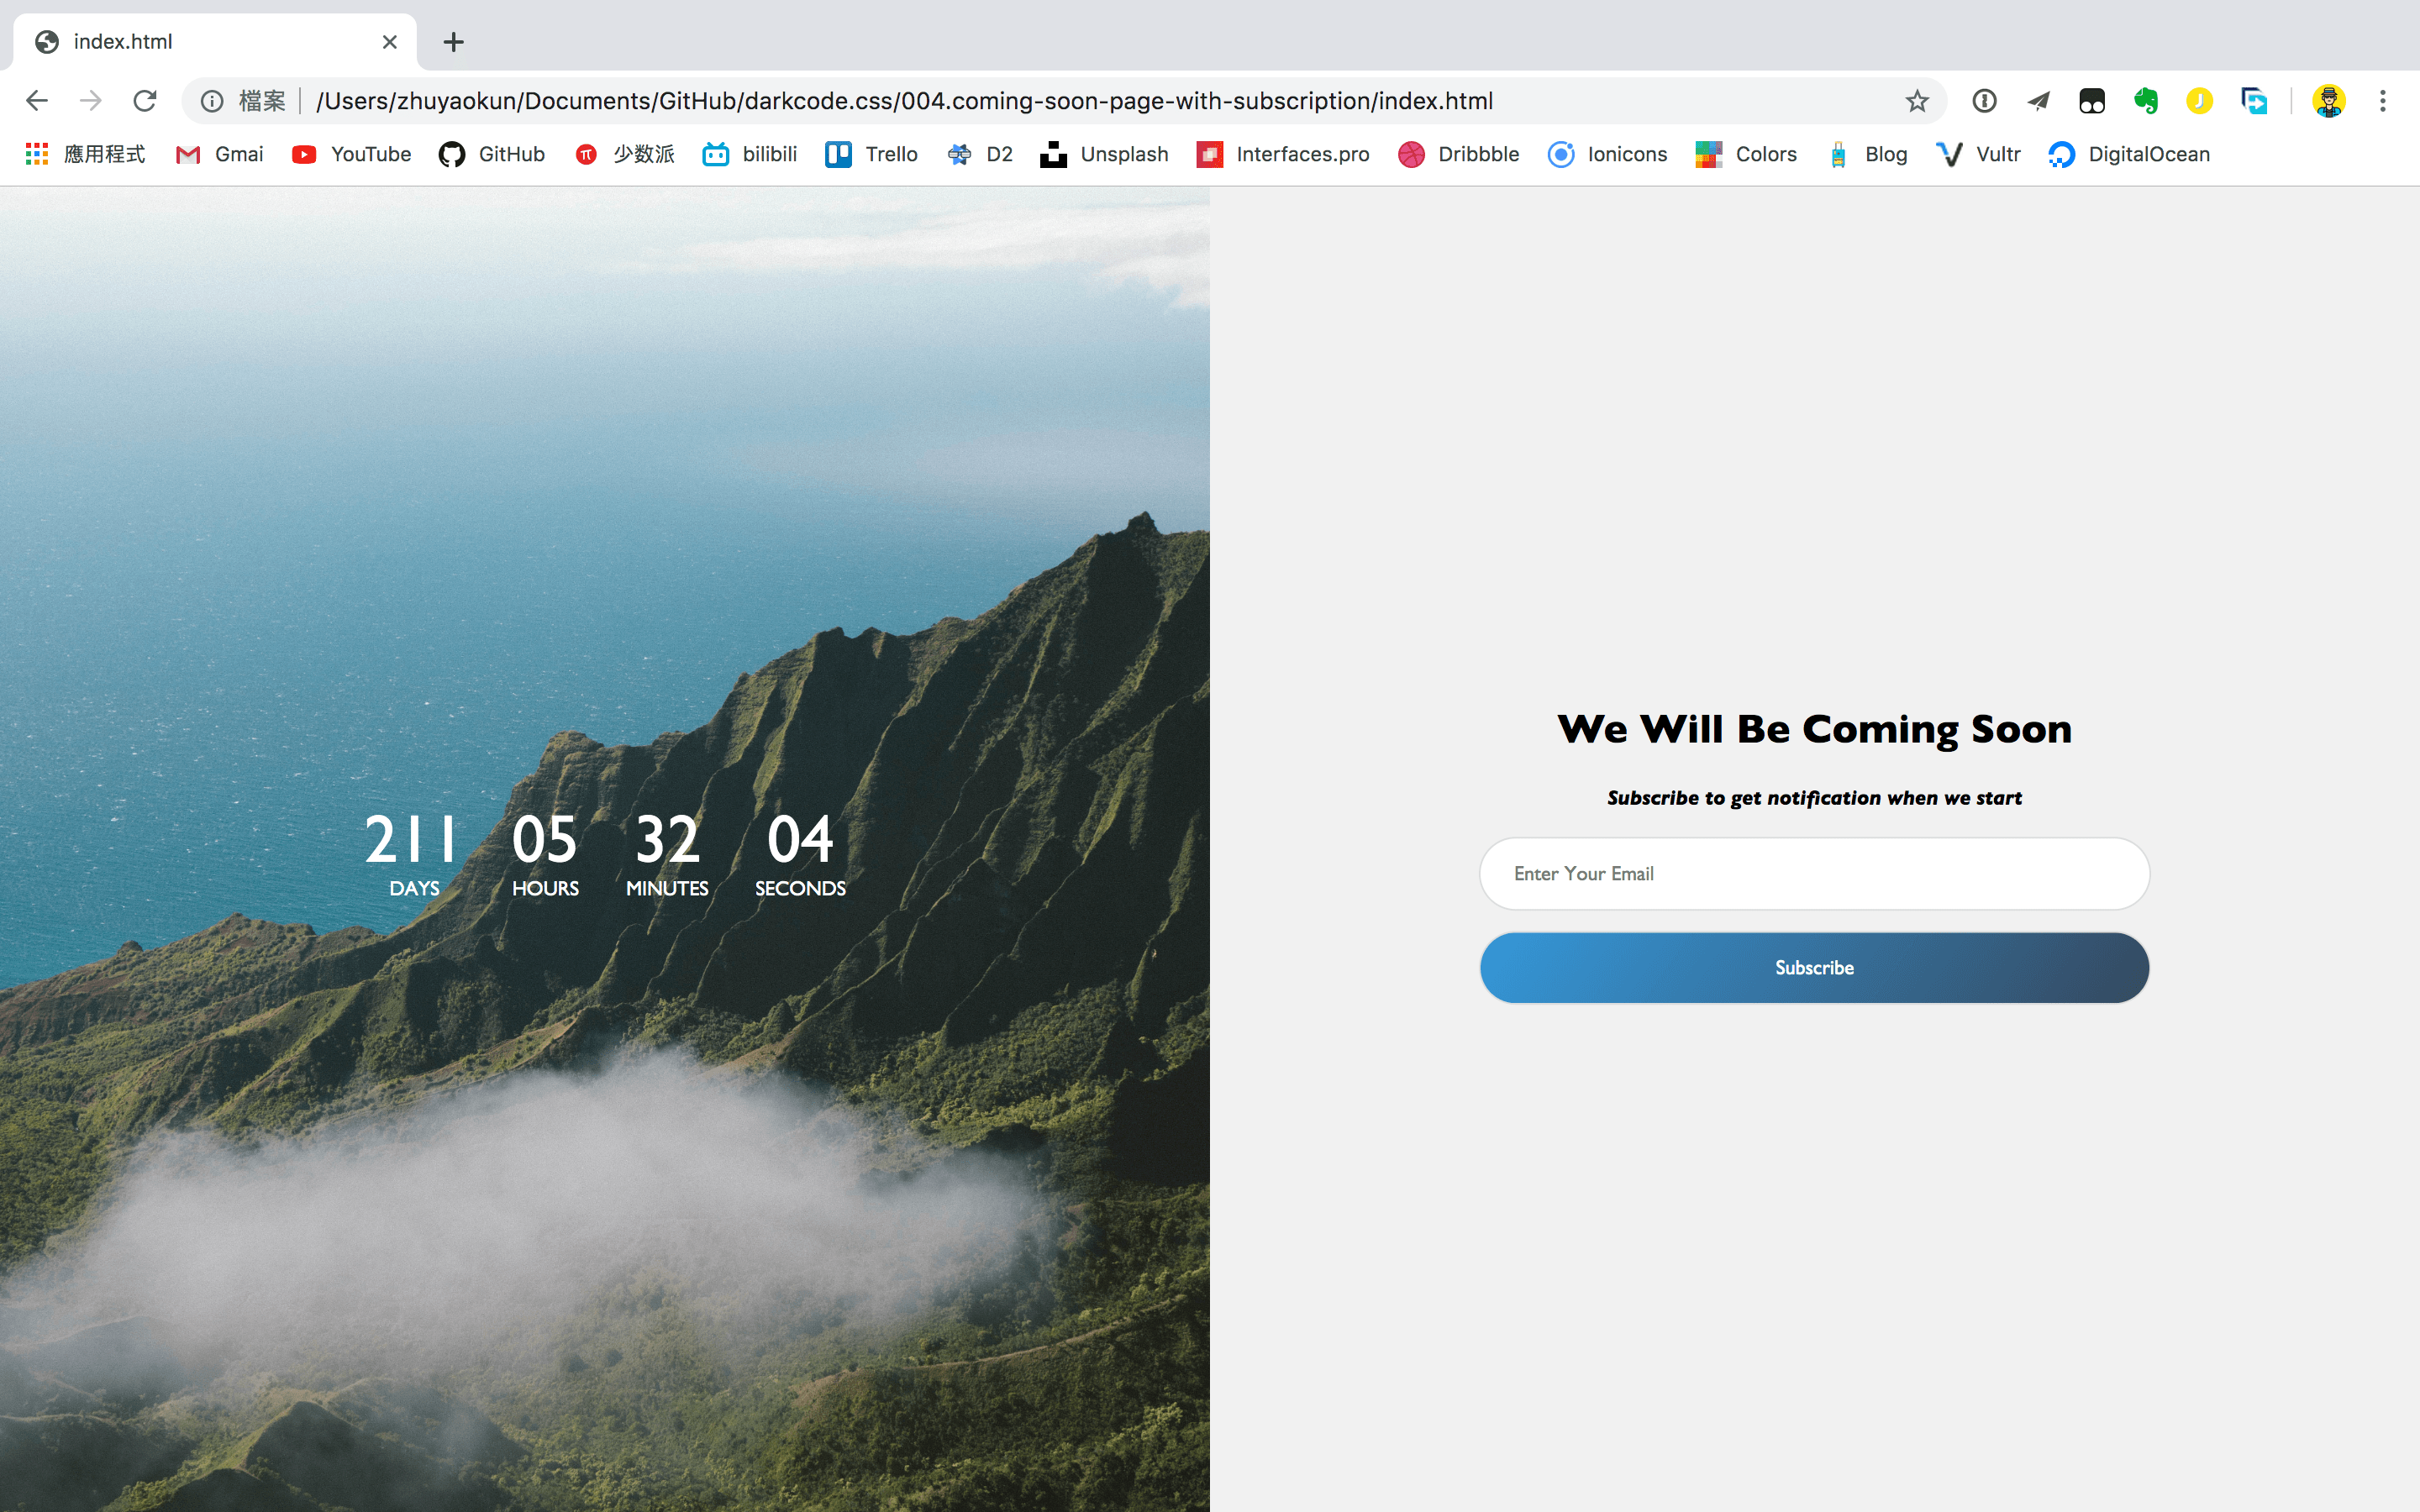 index.html
檔案 /Users/zhuyaokun/Documents/GitHub/darkcode.css/004.coming-soon-page-with-subscription/index.html
應用程式 Gmai YouTube GitHub 少数派 bilibili Trello D2 Unsplash Interfaces.pro Dribbble Ionicons Colors Blog Vultr DigitalOcean
211 05 32 04
DAYS HOURS MINUTES SECONDS
We Will Be Coming Soon
Subscribe to get notification when we start
Enter Your Email
Subscribe